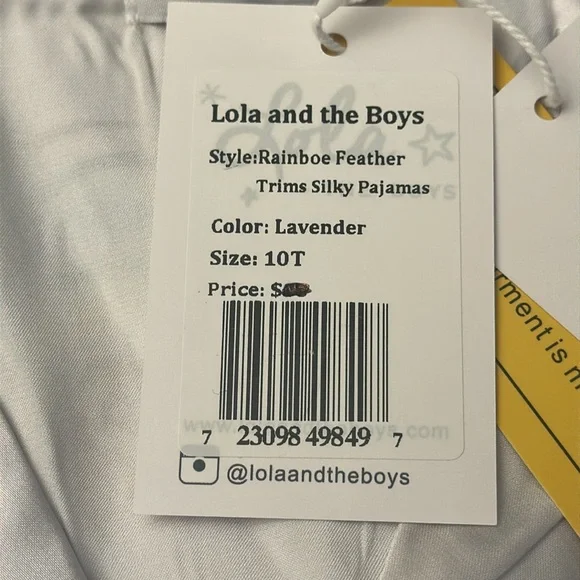 Lola and the Boys
Style:Rainboe Feather
Trims Silky Pajamas
Color: Lavender
Size: 10T
Price: $
7 23098 49849 7
@lolaandtheboys
ment is